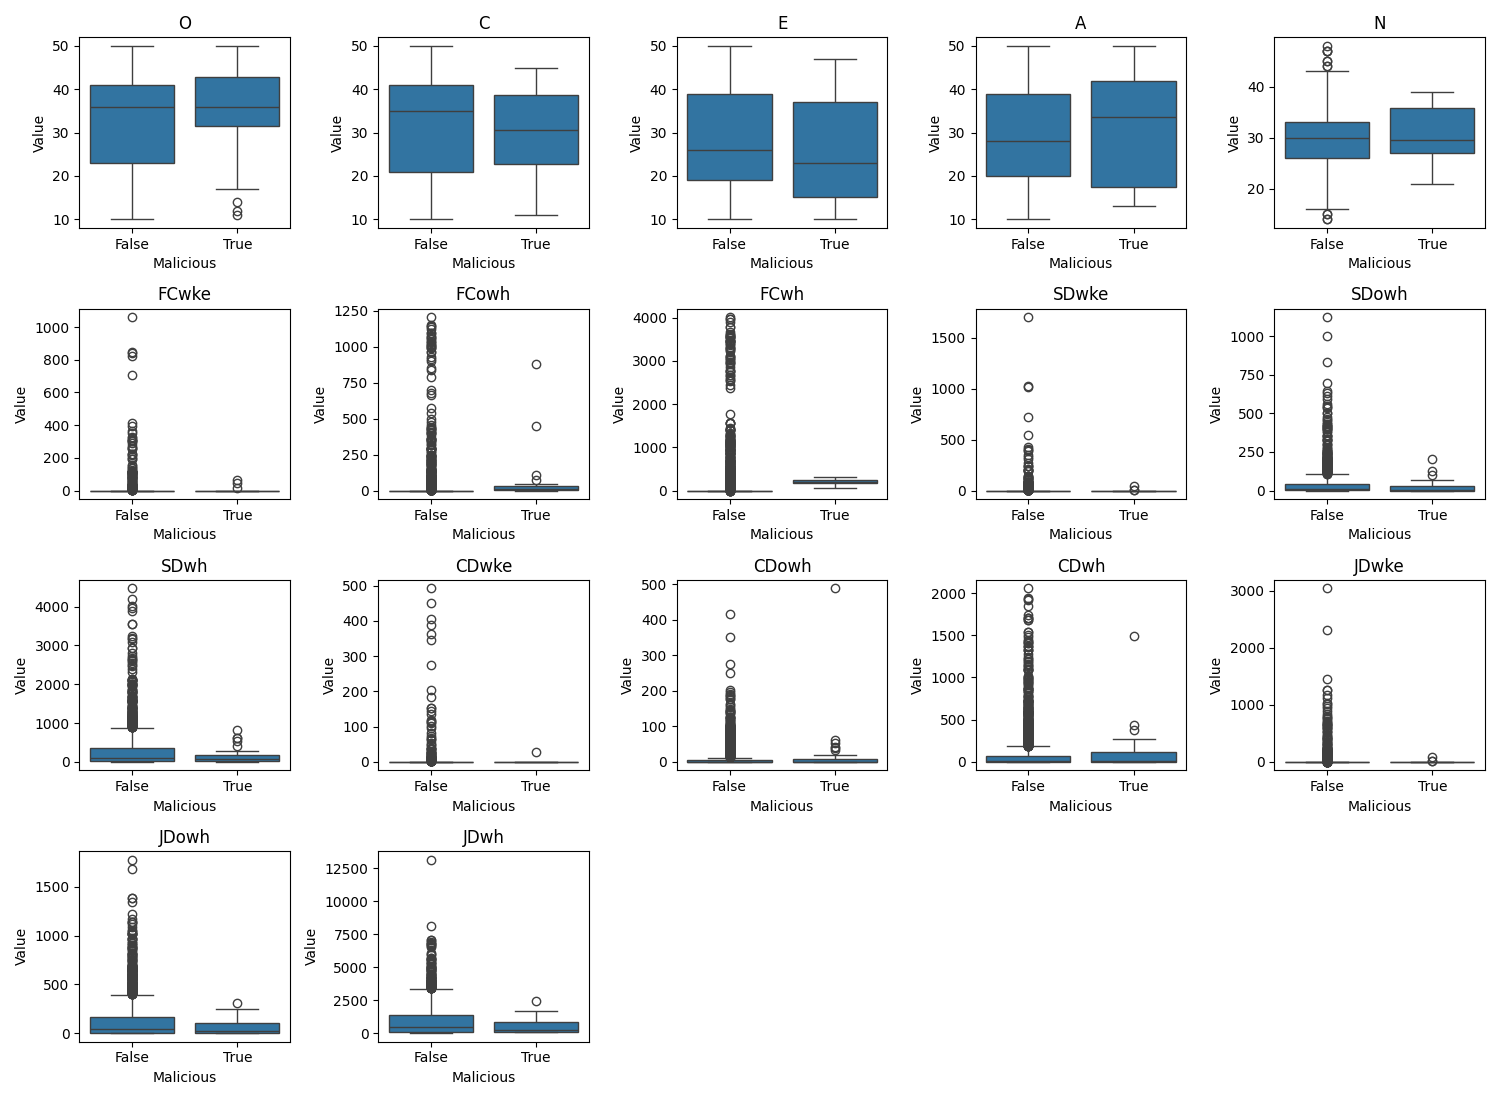 O C E A N
50 50 50 50
40 40 40 40 40
30 30 30 30 30
20 20 20 20 20
10 10 10 10
Value Value Value Value Value
False True False True False True False True False True
Malicious Malicious Malicious Malicious Malicious
FCwke FCowh FCwh SDwke SDowh
1000 1250 4000 1500 1000
800 1000 3000 1000 750
600 750 2000 500 500
400 500 1000 0 250
200 250 0 0
0 0
Value Value Value Value Value
False True False True False True False True False True
Malicious Malicious Malicious Malicious Malicious
SDwh CDwke CDowh CDwh JDwke
4000 500 500 2000 3000
3000 400 400 1500 2000
2000 300 300 1000 1000
1000 200 200 500 0
0 100 100 0
0 0
Value Value Value Value Value
False True False True False True False True False True
Malicious Malicious Malicious Malicious Malicious
JDowh JDwh
1500 12500
1000 10000
500 7500
0 5000
2500
0
Value Value
False True False True
Malicious Malicious